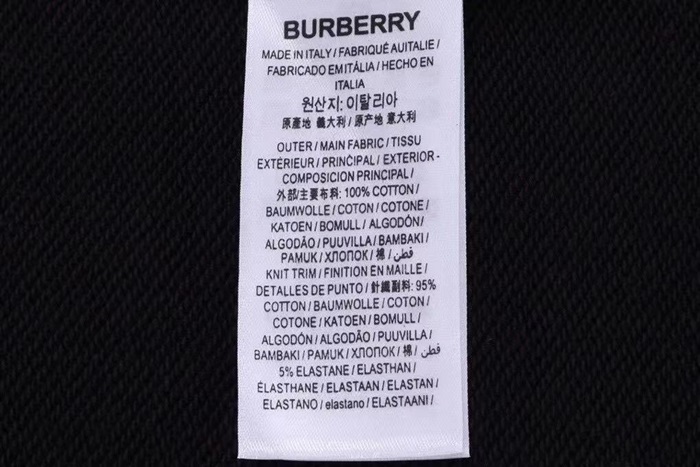 BURBERRY
MADE IN ITALY / FABRIQUÉ AUITALIE /
FABRICADO EM ITÁLIA / HECHO EN
ITALIA
원산지: 이탈리아
原產地 義大利 / 原产地 意大利
OUTER / MAIN FABRIC / TISSU
EXTÉRIEUR / PRINCIPAL / EXTERIOR -
COMPOSICION PRINCIPAL /
外部/主要布料: 100% COTTON /
BAUMWOLLE / COTON / COTONE /
KATOEN / BOMULL / ALGODÓN /
ALGODÃO / PUUVILLA / BAMBAKI /
PAMUK / ХЛОПОК / 棉 / قطن /
KNIT TRIM / FINITION EN MAILLE /
DETALLES DE PUNTO / 針織副料: 95%
COTTON / BAUMWOLLE / COTON /
COTONE / KATOEN / BOMULL /
ALGODÓN / ALGODÃO / PUUVILLA /
BAMBAKI / PAMUK / ХЛОПОК / 棉 / قطن /
5% ELASTANE / ELASTHAN /
ÉLASTHANE / ELASTAAN / ELASTAN /
ELASTANO / elastano / ELASTAANI /